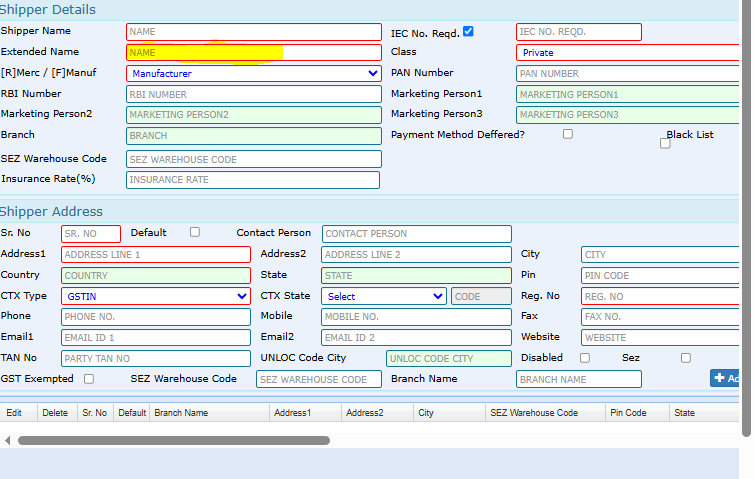 Shipper Details
Shipper Name NAME IEC No. Reqd. IEC NO. REQD.
Extended Name NAME Class Private
[R]Merc / [F]Manuf Manufacturer PAN Number PAN NUMBER
RBI Number RBI NUMBER Marketing Person1 MARKETING PERSON1
Marketing Person2 MARKETING PERSON2 Marketing Person3 MARKETING PERSON3
Branch BRANCH Payment Method Deffered? Black List
SEZ Warehouse Code SEZ WAREHOUSE CODE
Insurance Rate(%) INSURANCE RATE
Shipper Address
Sr. No SR. NO Default Contact Person CONTACT PERSON
Address1 ADDRESS LINE 1 Address2 ADDRESS LINE 2 City CITY
Country COUNTRY State STATE Pin PIN CODE
CTX Type GSTIN CTX State Select CODE Reg. No REG. NO
Phone PHONE NO. Mobile MOBILE NO. Fax FAX NO.
Email1 EMAIL ID 1 Email2 EMAIL ID 2 Website WEBSITE
TAN No PARTY TAN NO UNLOC Code City UNLOC CODE CITY Disabled Sez
GST Exempted SEZ Warehouse Code SEZ WAREHOUSE CODE Branch Name BRANCH NAME
Edit Delete Sr. No Default Branch Name Address1 Address2 City SEZ Warehouse Code Pin Code State